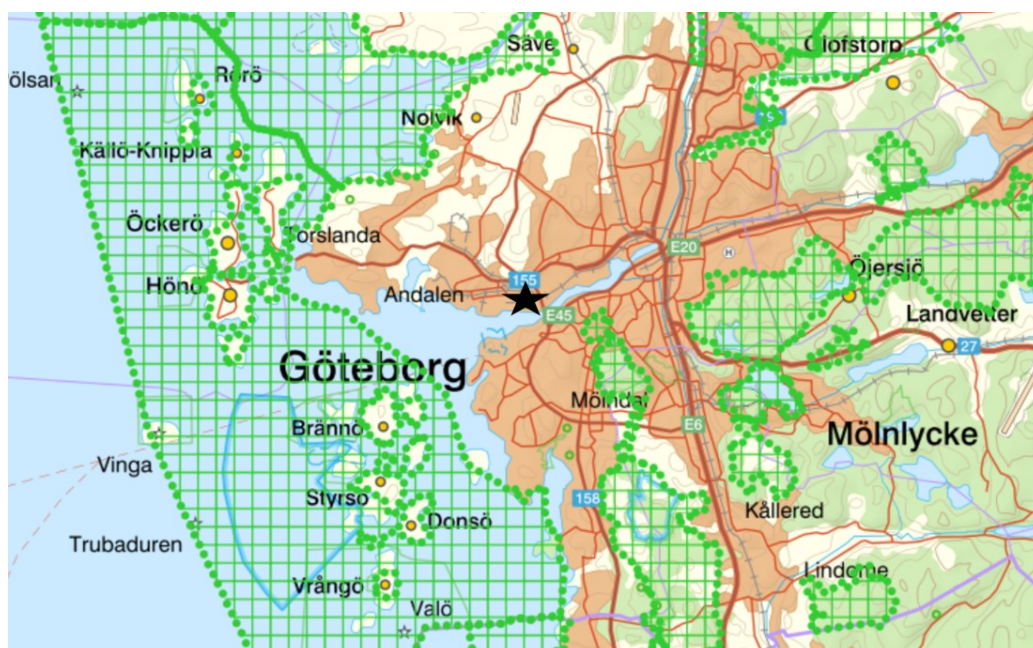 Säve
Olofstorp
ölsan
Rörö
Nolvik
Källö-Knippla
Öckerö
Torslanda
E20
Öjersjö
Hönö
155
Andalen
E45
Landvetter
27
Göteborg
Mölndal
Brännö
E6
Mölnlycke
Vinga
Styrsö
158
Kållered
Donsö
Trubaduren
Lindome
Vrångö
Valö